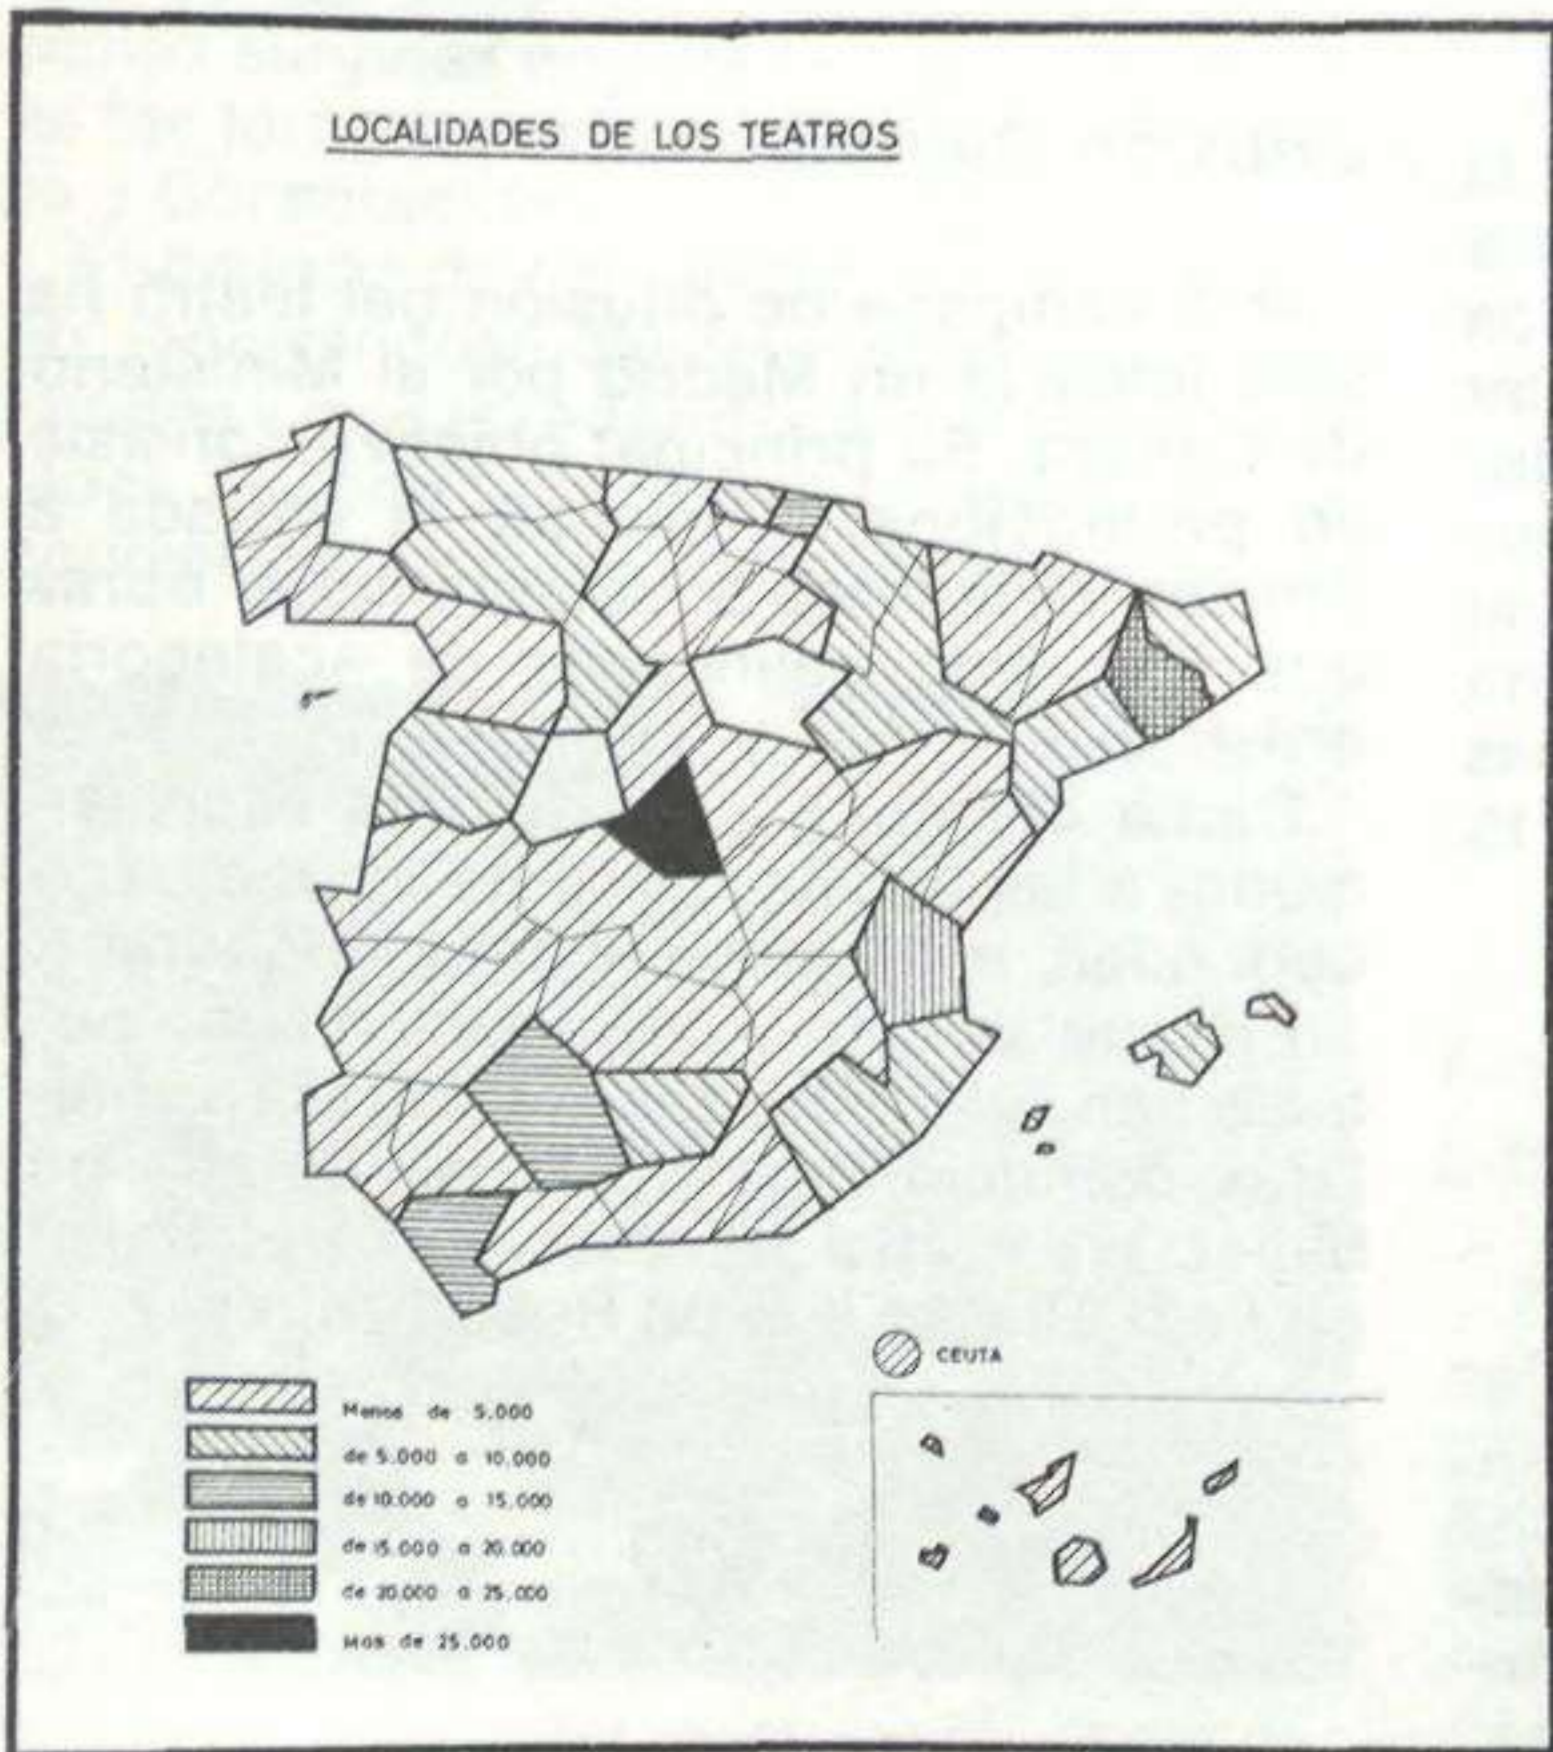 LOCALIDADES DE LOS TEATROS
CEUTA
Menos de 5.000
de 5.000 a 10.000
de 10.000 a 15.000
de 15.000 a 20.000
de 20.000 a 25.000
Mas de 25.000